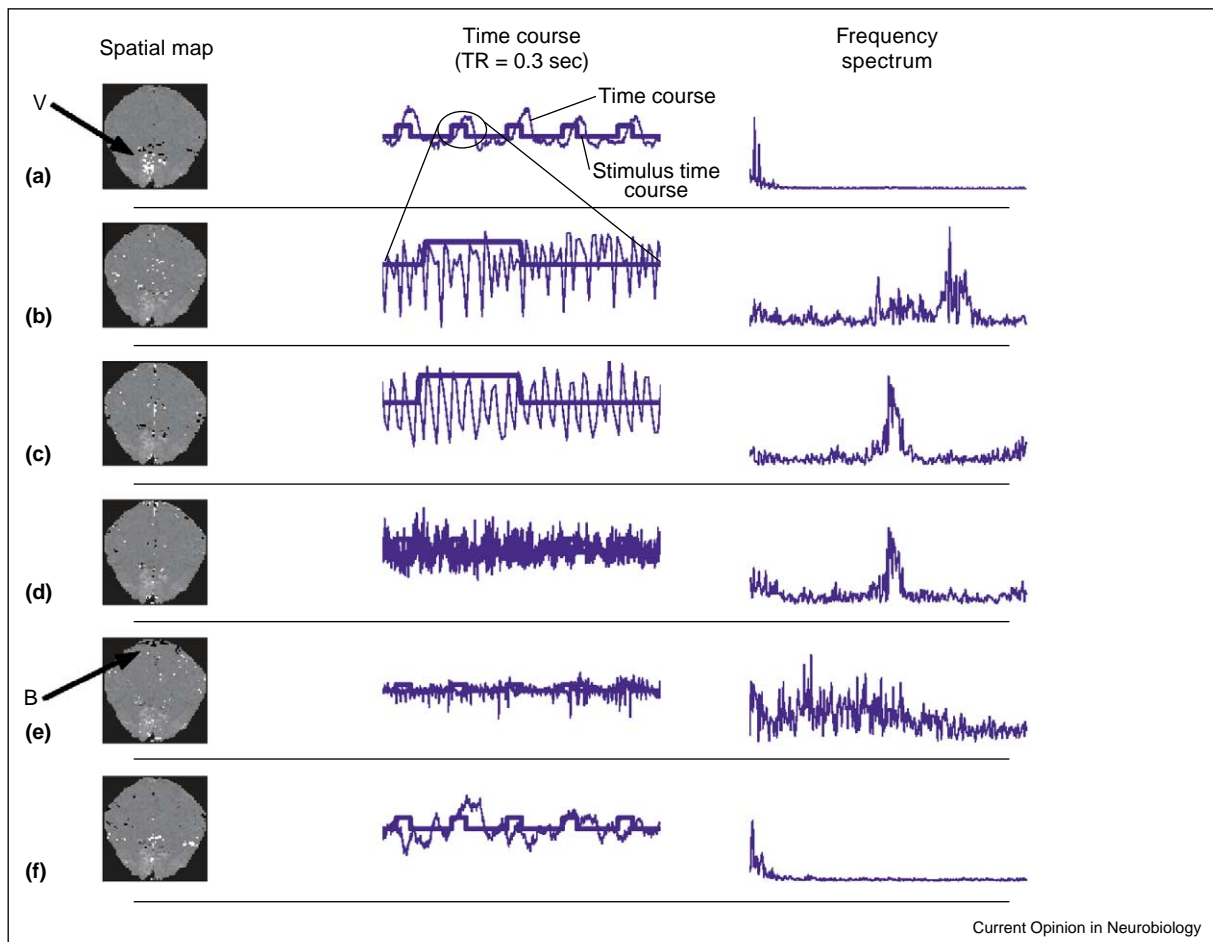 Spatial map
Time course
(TR = 0.3 sec)
Frequency
spectrum
V
Time course
Stimulus time
course
(a)
(b)
(c)
(d)
B
(e)
(f)
Current Opinion in Neurobiology